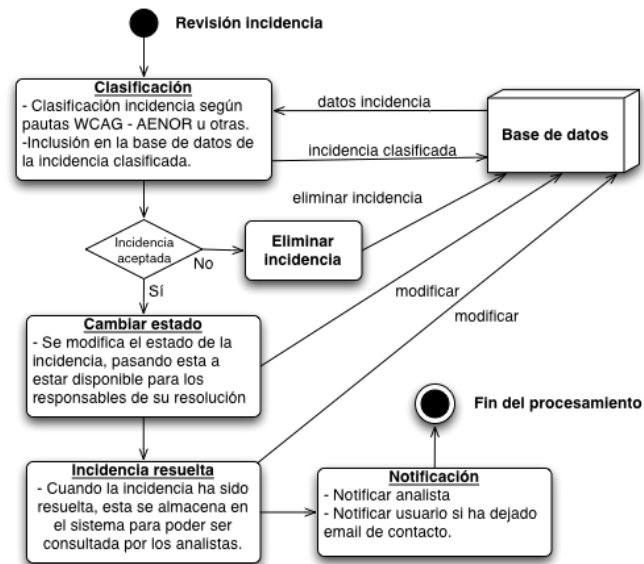 Revisión incidencia
Clasificación
- Clasificación incidencia según
pautas WCAG - AENOR u otras.
-Inclusión en la base de datos de
la incidencia clasificada.
datos incidencia
Base de datos
incidencia clasificada
eliminar incidencia
Incidencia
aceptada
No
Eliminar
incidencia
Sí
modificar
modificar
Cambiar estado
- Se modifica el estado de la
incidencia, pasando esta a
estar disponible para los
responsables de su resolución
Fin del procesamiento
Incidencia resuelta
- Cuando la incidencia ha sido
resuelta, esta se almacena en
el sistema para poder ser
consultada por los analistas.
Notificación
- Notificar analista
- Notificar usuario si ha dejado
email de contacto.